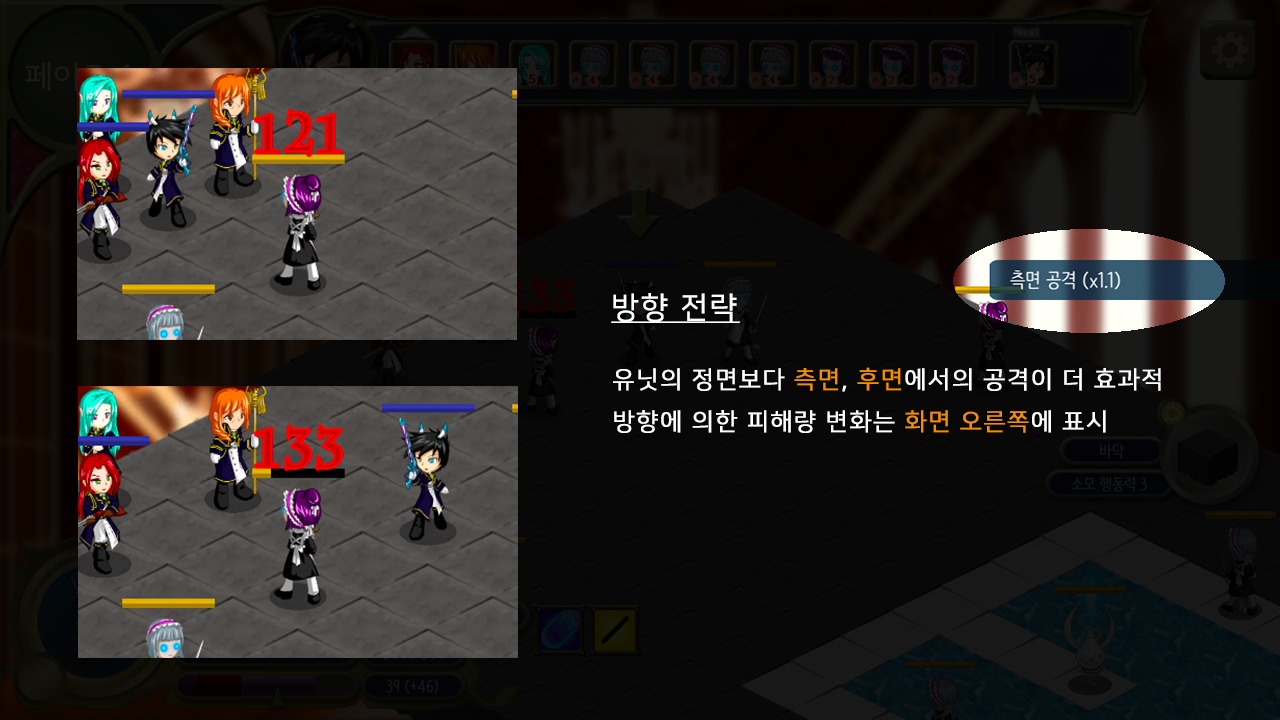 Next
121
측면 공격 (x1.1)
방향 전략
유닛의 정면보다 측면, 후면에서의 공격이 더 효과적
방향에 의한 피해량 변화는 화면 오른쪽에 표시
133
바닥
소모 행동력 3
39 (+46)